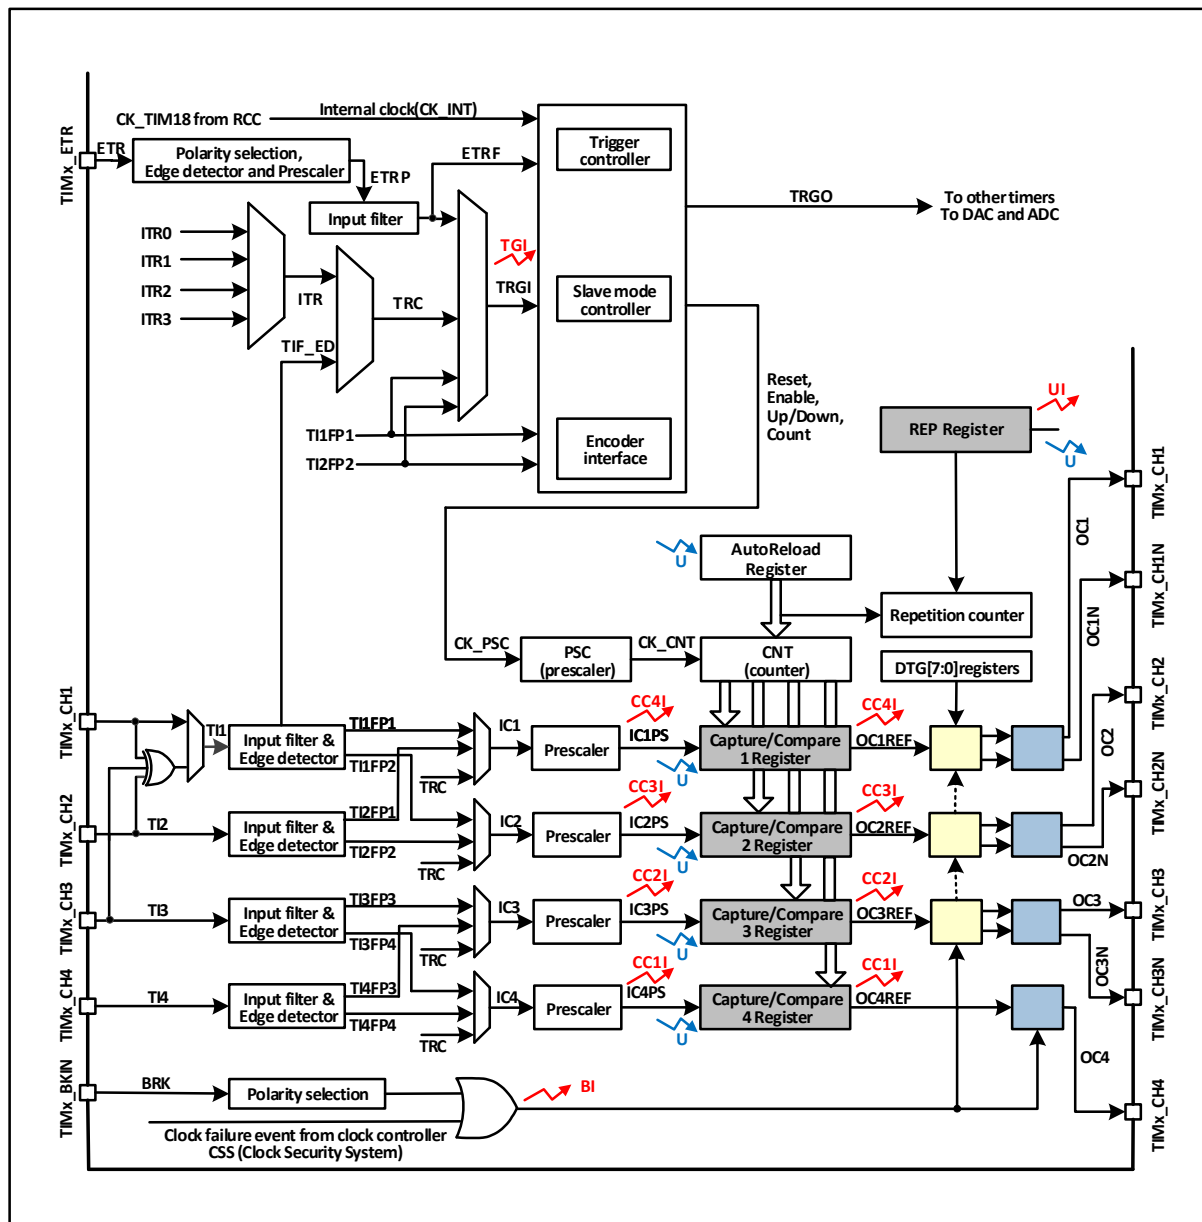 Internal clock(CK_INT)
CK_TIM18 from RCC
TIMx_ETR
ETR
Polarity selection,
Edge detector and Prescaler
ETRP
ETRF
Input filter
Trigger
controller
TRGO
To other timers
To DAC and ADC
ITR0
ITR1
ITR2
ITR3
ITR
TRC
TIF_ED
TGI
TRGI
Slave mode
controller
Reset,
Enable,
Up/Down,
Count
TI1FP1
TI2FP2
Encoder
interface
REP Register
UI
U
U
AutoReload
Register
Repetition counter
CK_PSC
PSC
(prescaler)
CK_CNT
CNT
(counter)
DTG[7:0]registers
OC1
TIMx_CH1
OC1N
TIMx_CH1N
TIMx_CH1
TI1
Input filter &
Edge detector
TI1FP1
TI1FP2
TRC
IC1
Prescaler
CC4I
IC1PS
U
Capture/Compare
1 Register
CC4I
OC1REF
OC2
TIMx_CH2
TIMx_CH2
TI2
Input filter &
Edge detector
TI2FP1
TI2FP2
TRC
IC2
Prescaler
CC3I
IC2PS
U
Capture/Compare
2 Register
CC3I
OC2REF
OC2N
TIMx_CH2N
TIMx_CH3
TI3
Input filter &
Edge detector
TI3FP3
TI3FP4
TRC
IC3
Prescaler
CC2I
IC3PS
U
Capture/Compare
3 Register
CC2I
OC3REF
OC3
TIMx_CH3
OC3N
TIMx_CH3N
TIMx_CH4
TI4
Input filter &
Edge detector
TI4FP3
TI4FP4
TRC
IC4
Prescaler
CC1I
IC4PS
U
Capture/Compare
4 Register
CC1I
OC4REF
OC4
TIMx_CH4
TIMx_BKIN
BRK
Polarity selection
BI
Clock failure event from clock controller
CSS (Clock Security System)